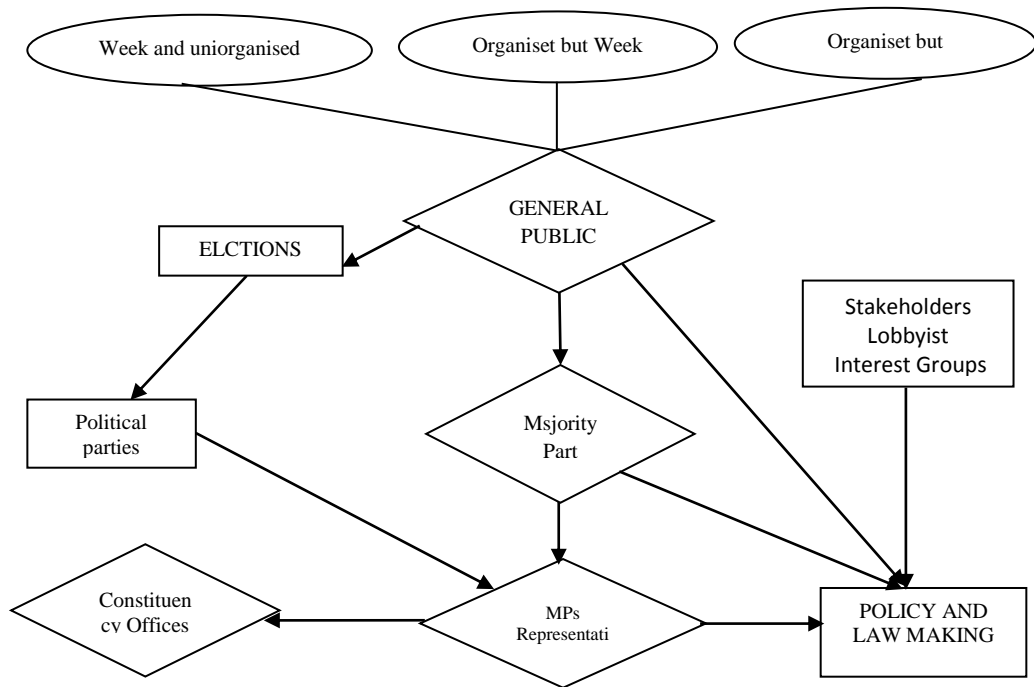 Week and uniorganised
Organiset but Week
Organiset but
GENERAL
PUBLIC
ELCTIONS
Stakeholders
Lobbyist
Interest Groups
Political
parties
Msjority
Part
Constituen
cy Offices
MPs
Representati
POLICY AND
LAW MAKING